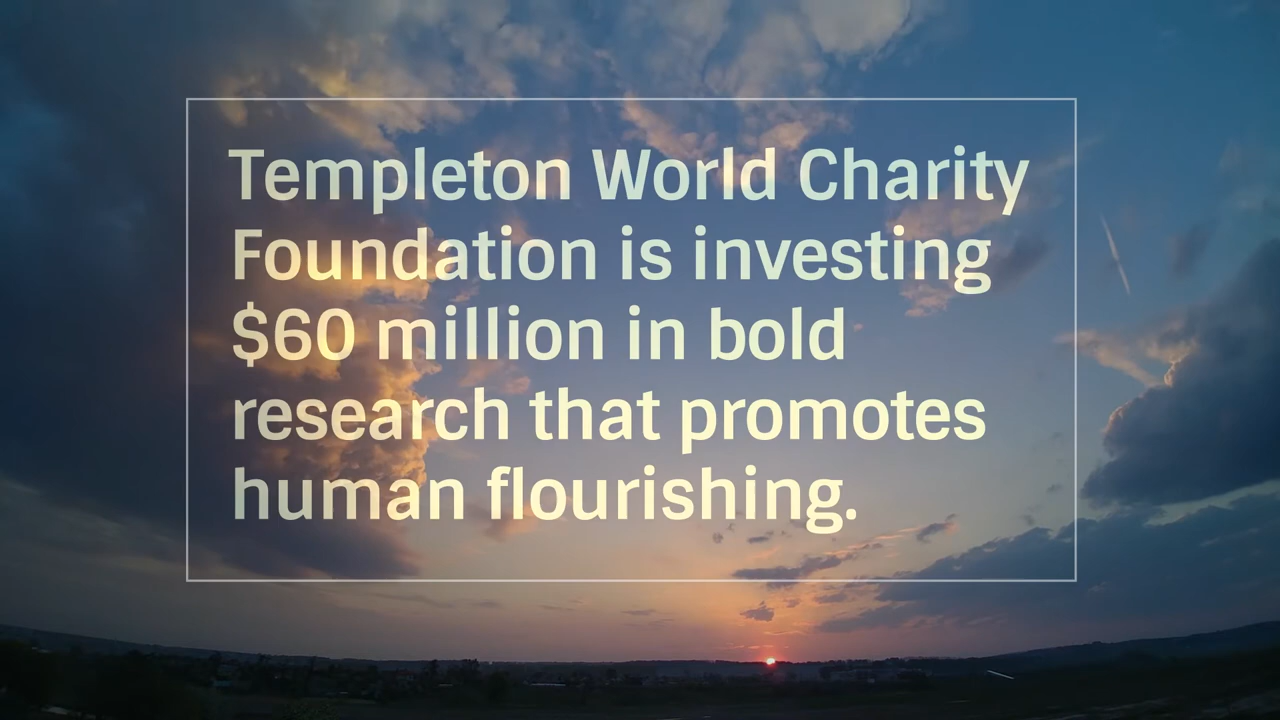 Templeton World Charity
Foundation is investing
$60 million in bold
research that promotes
human flourishing.